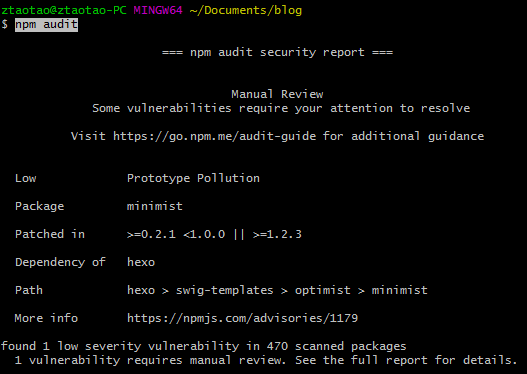 ztaotao@ztaotao-PC MINGW64 ~/Documents/blog
$ npm audit
=== npm audit security report ===
Manual Review
Some vulnerabilities require your attention to resolve
Visit https://go.npm.me/audit-guide for additional guidance
Low Prototype Pollution
Package minimist
Patched in >=0.2.1 <1.0.0 || >=1.2.3
Dependency of hexo
Path hexo > swig-templates > optimist > minimist
More info https://npmjs.com/advisories/1179
found 1 low severity vulnerability in 470 scanned packages
1 vulnerability requires manual review. See the full report for details.